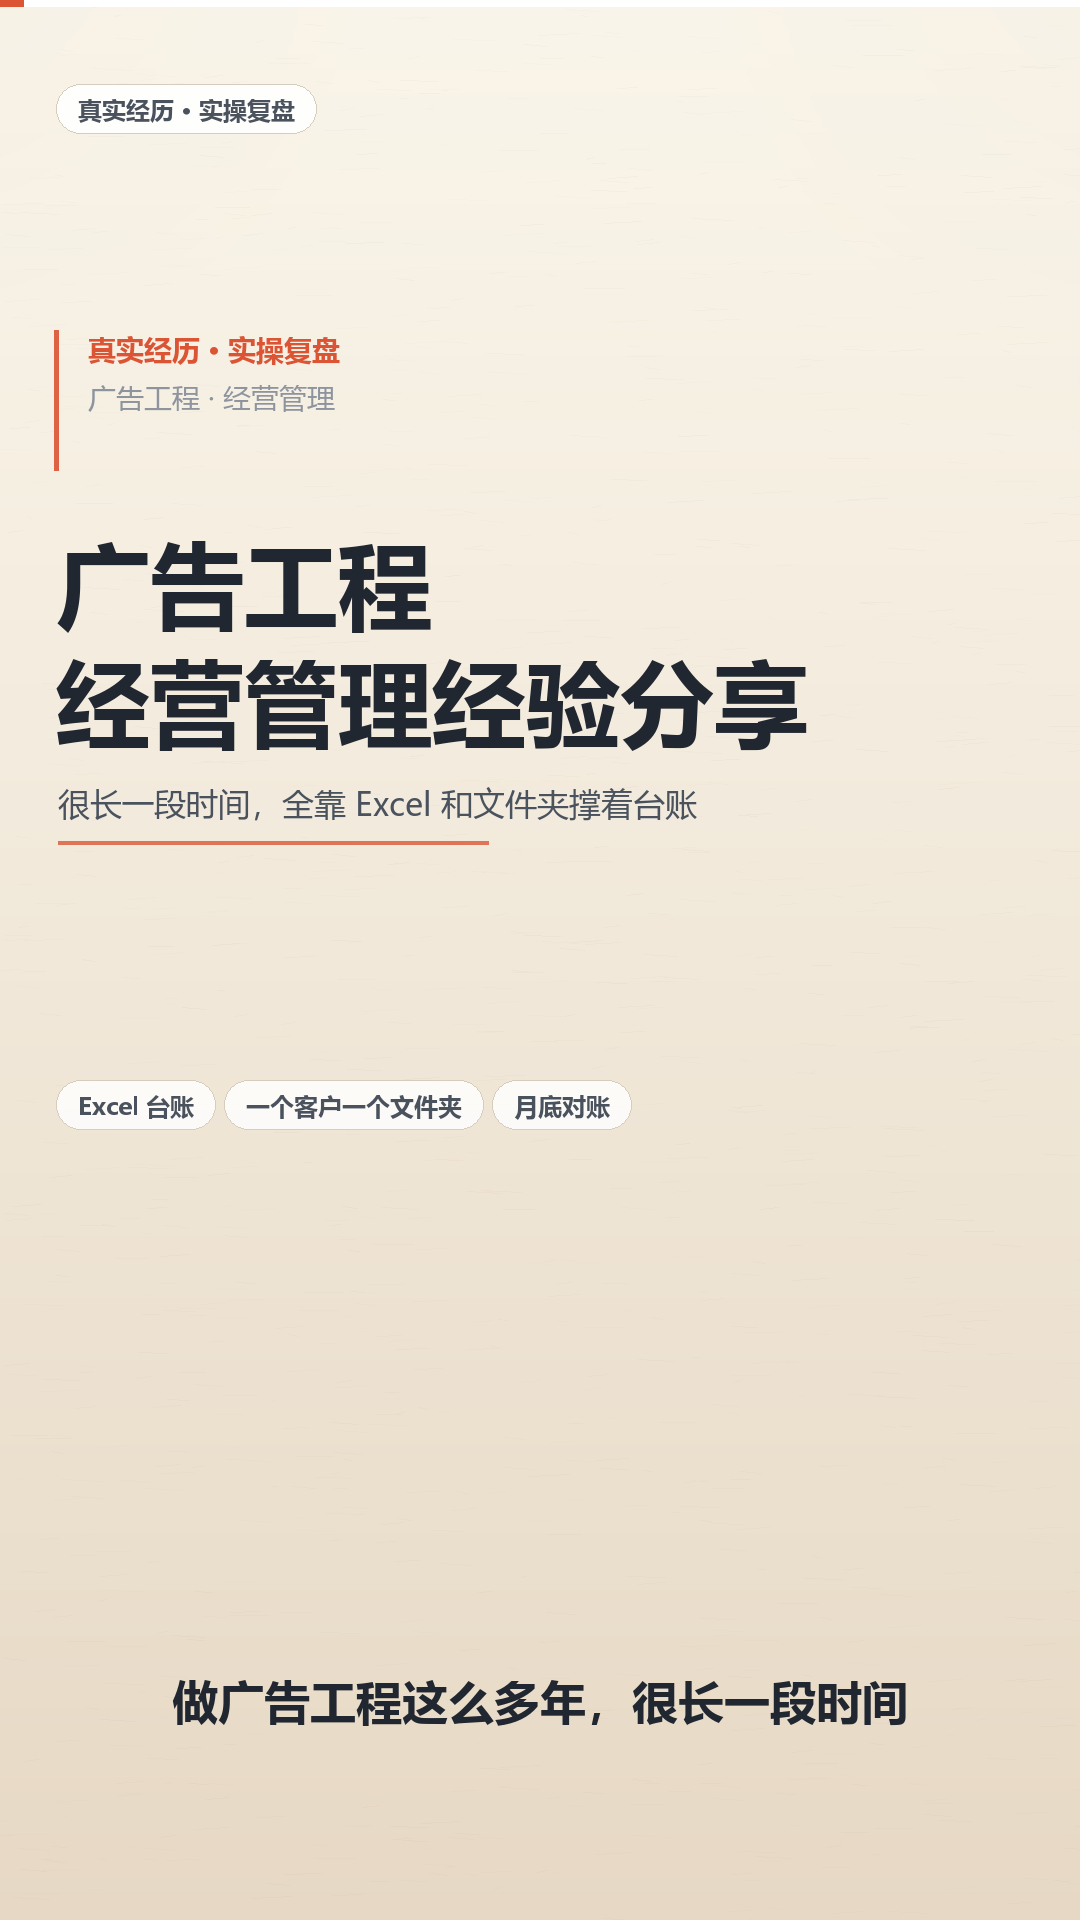 真实经历·实操复盘
真实经历·实操复盘
广告工程·经营管理
广告工程
经营管理经验分享
很长一段时间，全靠 Excel 和文件夹撑着台账
Excel 台账 一个客户一个文件夹 月底对账
做广告工程这么多年，很长一段时间